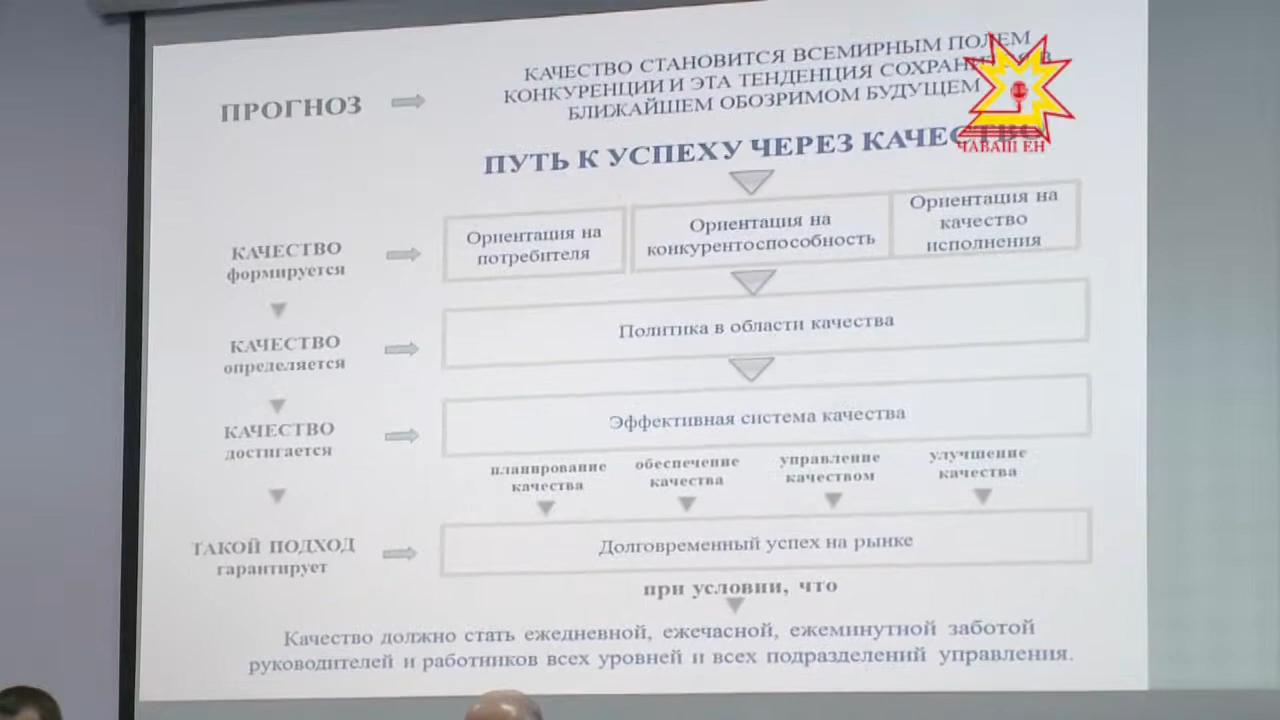 КАЧЕСТВО СТАНОВИТСЯ ВСЕМИРНЫМ ПОЛЕМ
ПРОГНОЗ
КОНКУРЕНЦИИ И ЭТА ТЕНДЕНЦИЯ
БЛИЖАЙШЕМ ОБОЗРИМОМ БУДУЩЕМ
ЧАВАШ ЕН
ПУТЬ К УСПЕХУ ЧЕРЕЗ КАЧЕСТВО
КАЧЕСТВО
формируется
Ориентация на
потребителя
Ориентация на
конкурентоспособность
Ориентация на
качество
исполнения
КАЧЕСТВО
определяется
Политика в области качества
КАЧЕСТВО
достигается
Эффективная система качества
планирование
качества
обеспечение
качества
управление
качеством
улучшение
качества
ТАКОЙ ПОДХОД
гарантирует
Долговременный успех на рынке
при условии, что
Качество должно стать ежедневной, ежечасной, ежеминутной заботой
руководителей и работников всех уровней и всех подразделений управления.